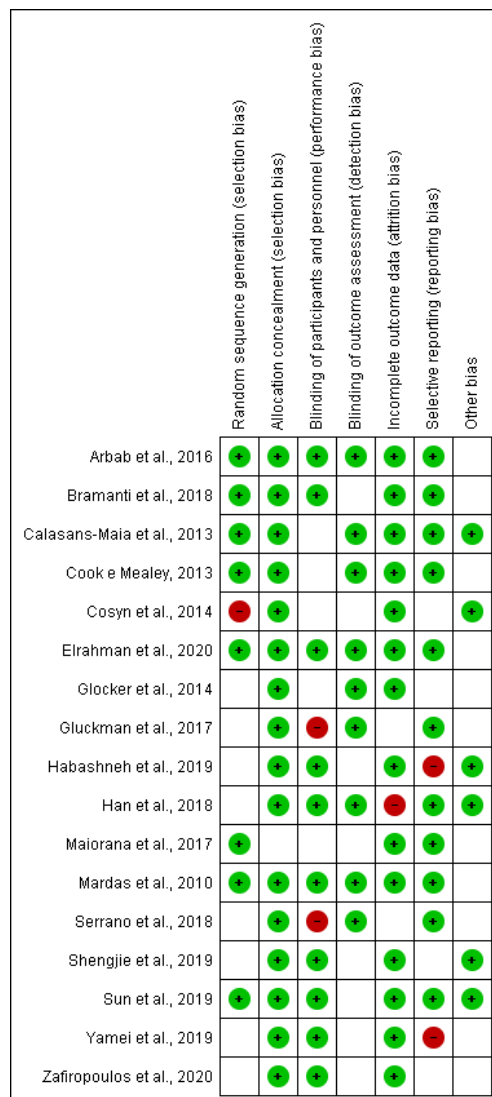 Random sequence generation (selection bias)
Allocation concealment (selection bias)
Blinding of participants and personnel (performance bias)
Blinding of outcome assessment (detection bias)
Incomplete outcome data (attrition bias)
Selective reporting (reporting bias)
Other bias
Arbab et al., 2016 + + + + + +
Bramanti et al., 2018 + + + + +
Calasans-Maia et al., 2013 + + + + + +
Cook e Mealey, 2013 + + + + +
Cosyn et al., 2014 - + + +
Elrahman et al., 2020 + + + + + +
Glocker et al., 2014 + + +
Gluckman et al., 2017 + - + +
Habashneh et al., 2019 + + + - +
Han et al., 2018 + + + - + +
Maiorana et al., 2017 + + +
Mardas et al., 2010 + + + + + +
Serrano et al., 2018 + - + +
Shengjie et al., 2019 + + + +
Sun et al., 2019 + + + + + +
Yamei et al., 2019 + + + -
Zafiropoulos et al., 2020 + + +